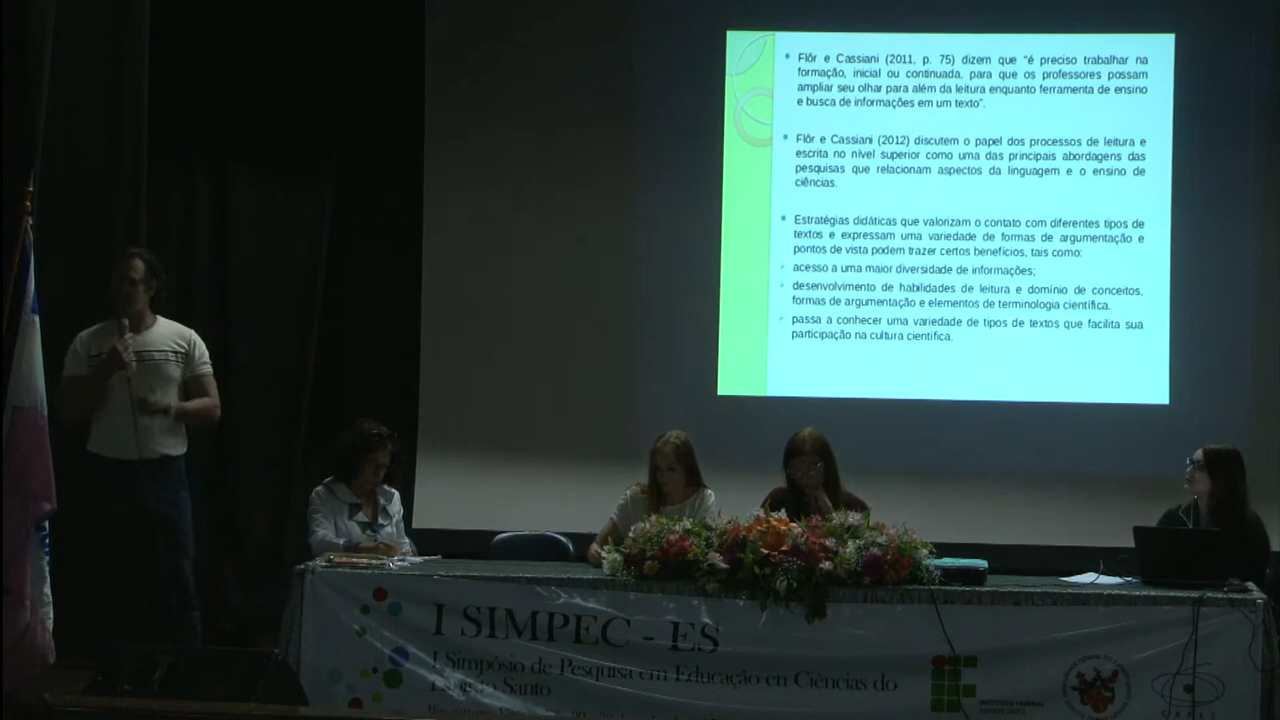 Flôr e Cassiani (2011, p. 75) dizem que "é preciso trabalhar na
formação, inicial ou continuada, para que os professores possam
ampliar seu olhar para além da leitura enquanto ferramenta de ensino
e busca de informações em um texto".
Flôr e Cassiani (2012) discutem o papel dos processos de leitura e
escrita no nível superior como uma das principais abordagens das
pesquisas que relacionam aspectos da linguagem e o ensino de
ciências.
Estratégias didáticas que valorizam o contato com diferentes tipos de
textos e expressam uma variedade de formas de argumentação e
pontos de vista podem trazer certos benefícios, tais como:
acesso a uma maior diversidade de informações;
desenvolvimento de habilidades de leitura e domínio de conceitos,
formas de argumentação e elementos de terminologia científica.
passa a conhecer uma variedade de tipos de textos que facilita sua
participação na cultura científica.
I SIMPEC - ES
I Simpósio de Pesquisa em Educação en Ciências do
Santo
INSTITUTO FEDERAL
ESPÍRITO SANTO